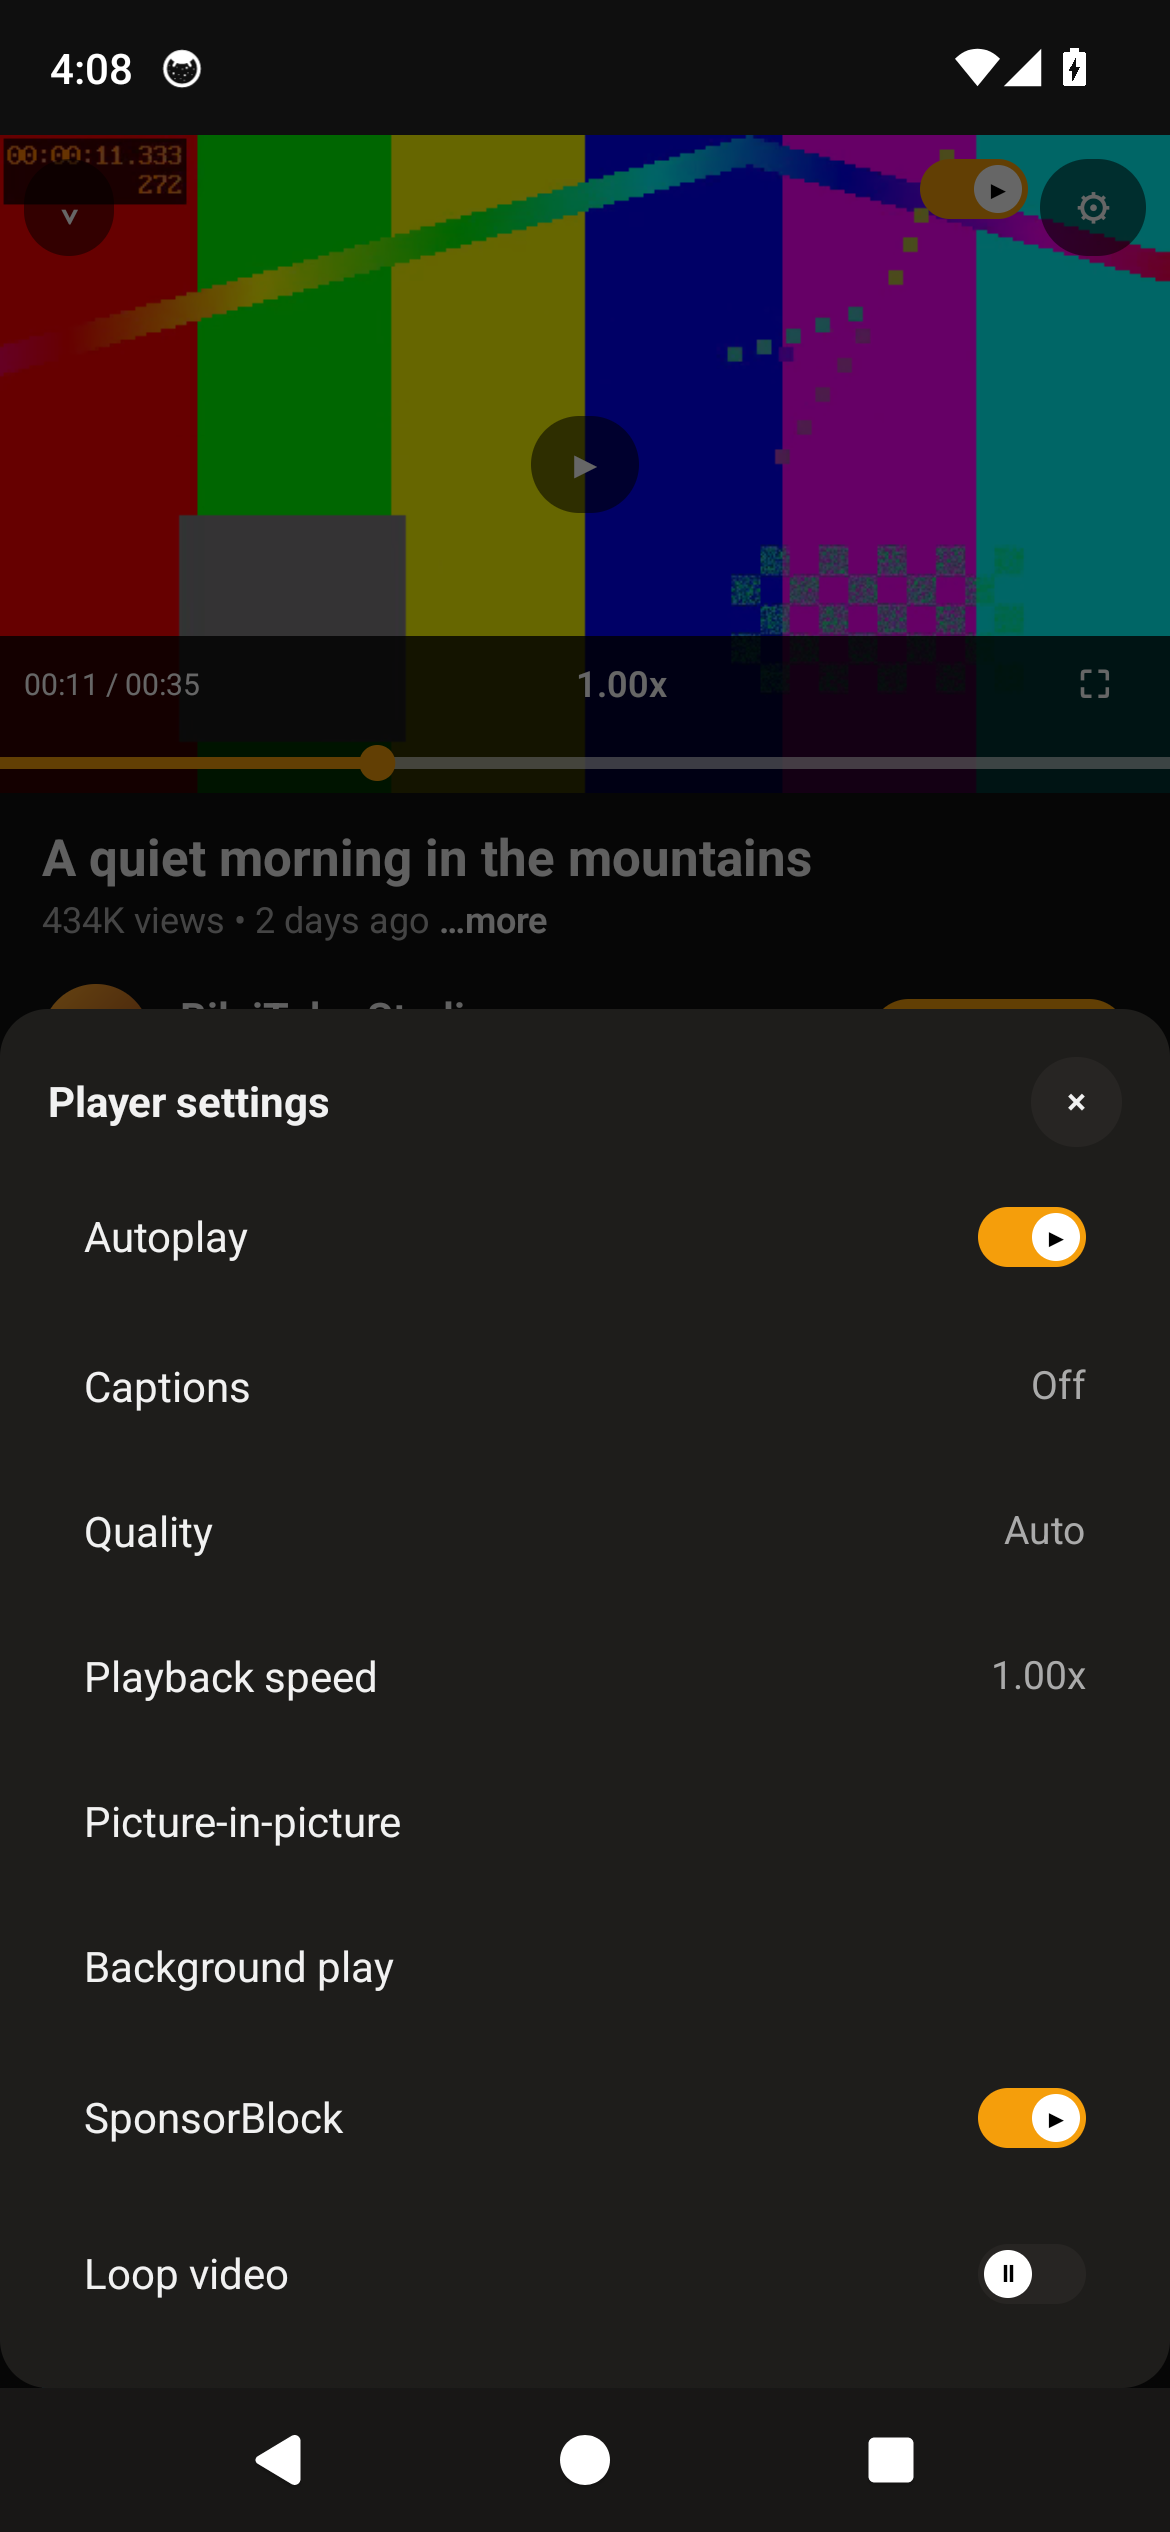 4:08
00:00:11.333
272
00:11 / 00:35
1.00x
A quiet morning in the mountains
434K views • 2 days ago ...more
Player settings
×
Autoplay
Captions
Off
Quality
Auto
Playback speed
1.00x
Picture-in-picture
Background play
SponsorBlock
Loop video